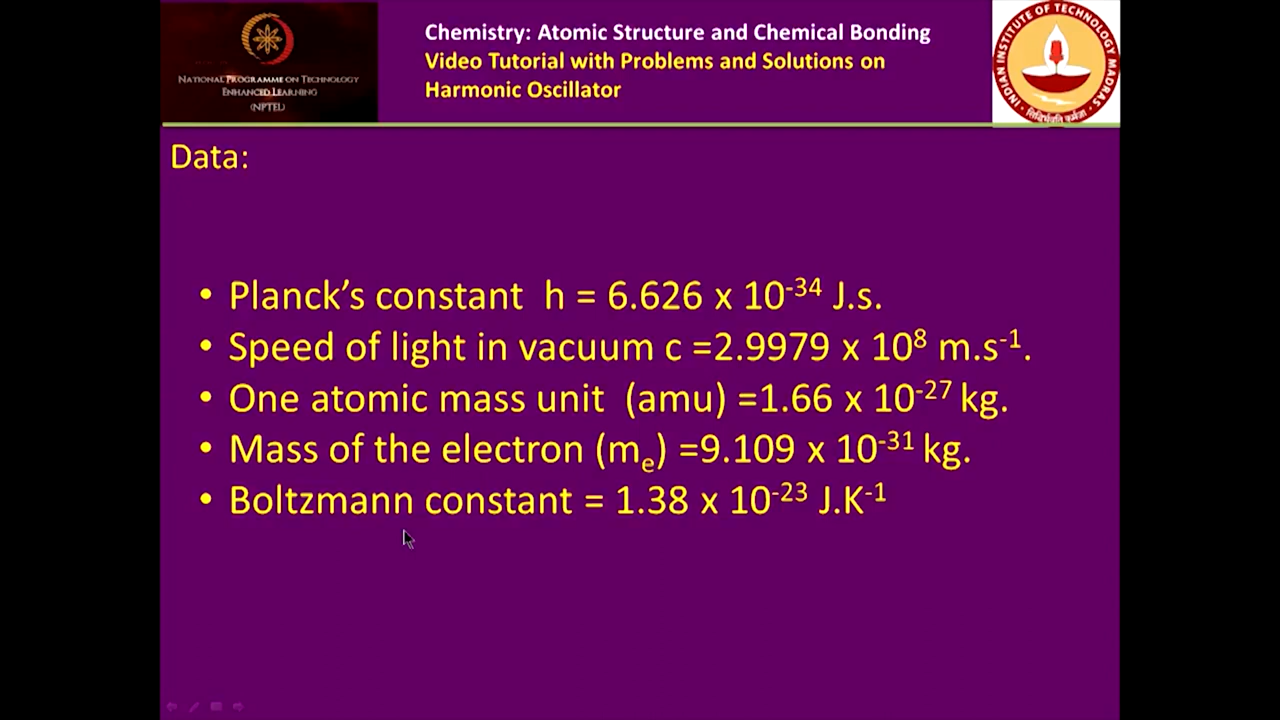 NATIONAL PROGRAMME ON TECHNOLOGY
ENHANCED LEARNING
(NPTEL)
Chemistry: Atomic Structure and Chemical Bonding
Video Tutorial with Problems and Solutions on
Harmonic Oscillator
INDIAN INSTITUTE OF TECHNOLOGY MADRAS
सिद्धिर्भवति कर्मजा
Data:
• Planck's constant h = 6.626 x 10⁻³⁴ J.s.
• Speed of light in vacuum c =2.9979 x 10⁸ m.s⁻¹.
• One atomic mass unit (amu) =1.66 x 10⁻²⁷ kg.
• Mass of the electron (mₑ) =9.109 x 10⁻³¹ kg.
• Boltzmann constant = 1.38 x 10⁻²³ J.K⁻¹